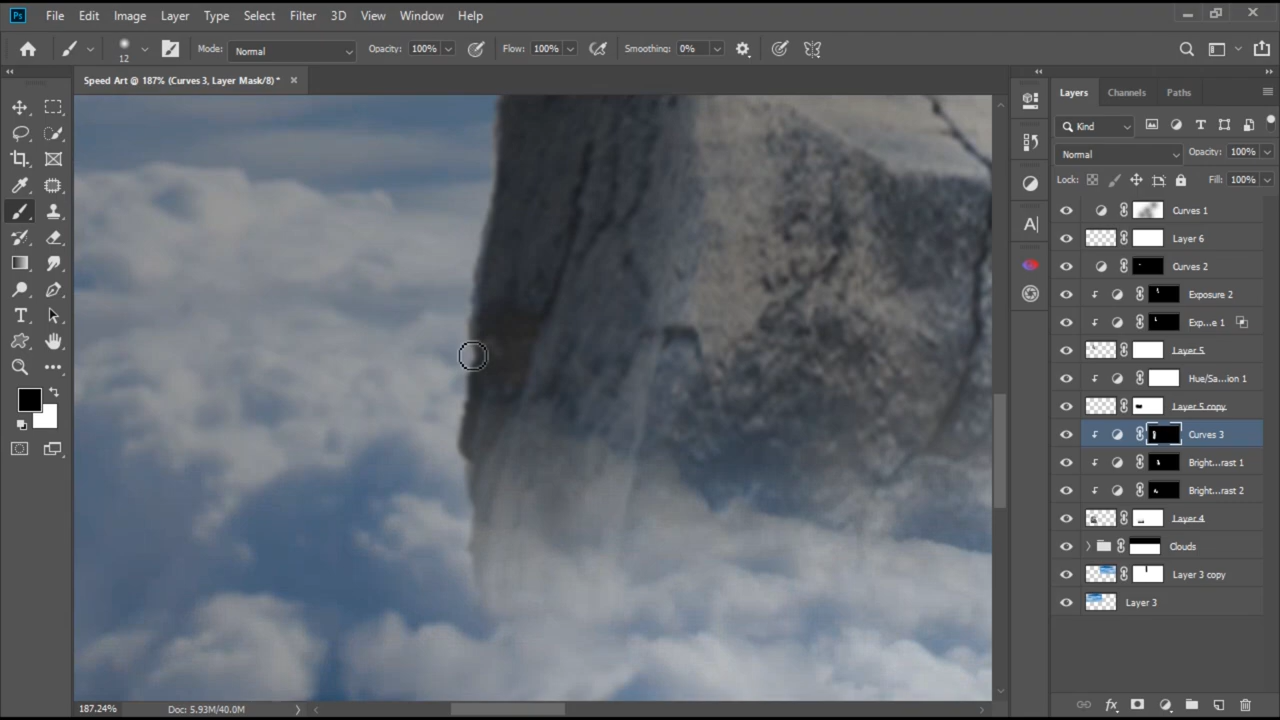 Ps File Edit Image Layer Type Select Filter 3D View Window Help
12 Mode: Normal Opacity: 100% Flow: 100% Smoothing: 0%
Speed Art @ 187% (Curves 3, Layer Mask/8) *
Layers Channels Paths
Kind
Normal Opacity: 100%
Lock: Fill: 100%
Curves 1
Layer 6
Curves 2
Exposure 2
Exp...e 1
Layer 5
Hue/Sa...ion 1
Layer 5 copy
Curves 3
Bright...rast 1
Bright...rast 2
Layer 4
Clouds
Layer 3 copy
Layer 3
187.24% Doc: 5.93M/40.0M